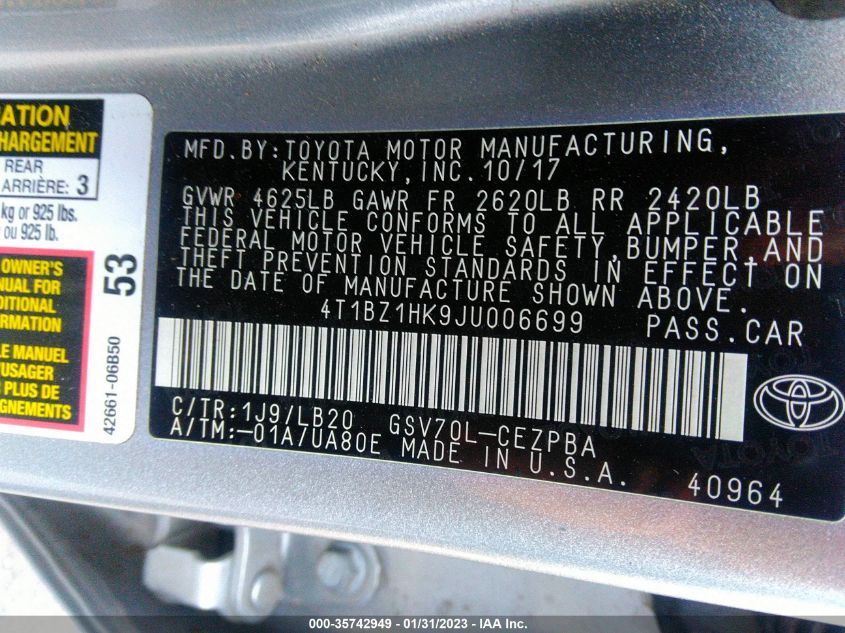 ATION
CHARGEMENT
REAR
ARRIÈRE: 3
kg or 925 lbs.
ou 925 lb.
OWNER'S
NUAL FOR
DITIONAL
ORMATION
LE MANUEL
'USAGER
R PLUS DE
IGNEMENTS
53
42661-06B50
MFD.BY:TOYOTA MOTOR MANUFACTURING,
KENTUCKY,INC.10/17
GVWR 4625LB GAWR FR 2620LB RR 2420LB
THIS VEHICLE CONFORMS TO ALL APPLICABLE
FEDERAL MOTOR VEHICLE SAFETY,BUMPER,AND
THEFT PREVENTION STANDARDS IN EFFECT ON
THE DATE OF MANUFACTURE SHOWN ABOVE.
4T1BZ1HK9JU006699 PASS.CAR
C/TR:1J9/LB20 GSV70L-CEZPBA
A/TM:-01A/UA80E MADE IN U.S.A.
40964
000-35742949 - 01/31/2023 - IAA Inc.